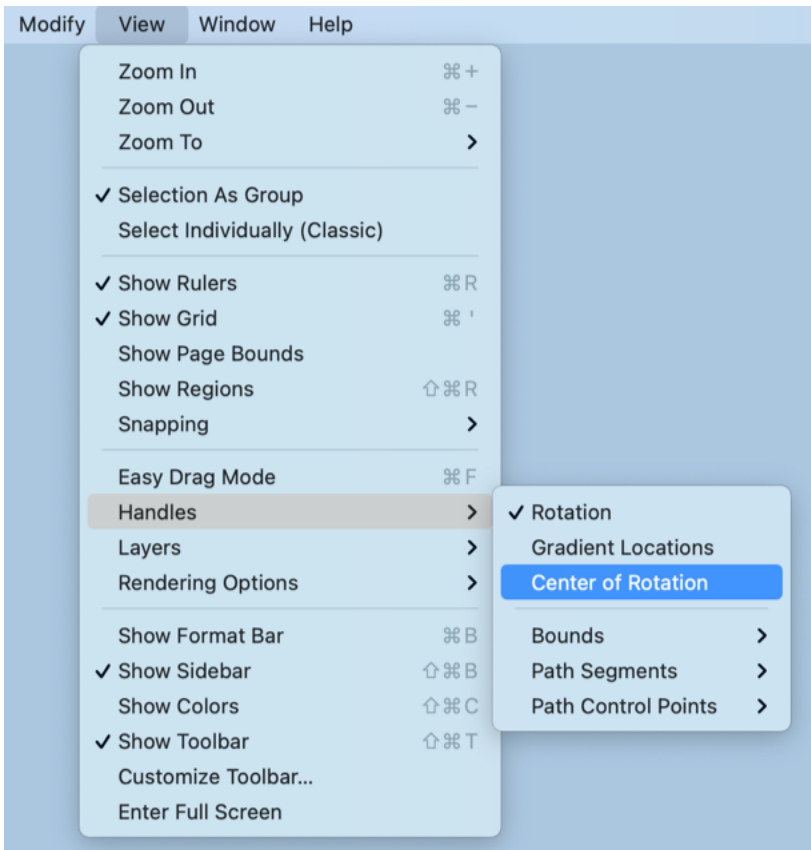 Modify View Window Help
Zoom In ⌘ +
Zoom Out ⌘ −
Zoom To
✓ Selection As Group
Select Individually (Classic)
✓ Show Rulers ⌘ R
✓ Show Grid ⌘ '
Show Page Bounds
Show Regions ⇧ ⌘ R
Snapping
Easy Drag Mode ⌘ F
Handles
Layers
Rendering Options
Show Format Bar ⌘ B
✓ Show Sidebar ⇧ ⌘ B
Show Colors ⇧ ⌘ C
✓ Show Toolbar ⇧ ⌘ T
Customize Toolbar...
Enter Full Screen
✓ Rotation
Gradient Locations
Center of Rotation
Bounds
Path Segments
Path Control Points